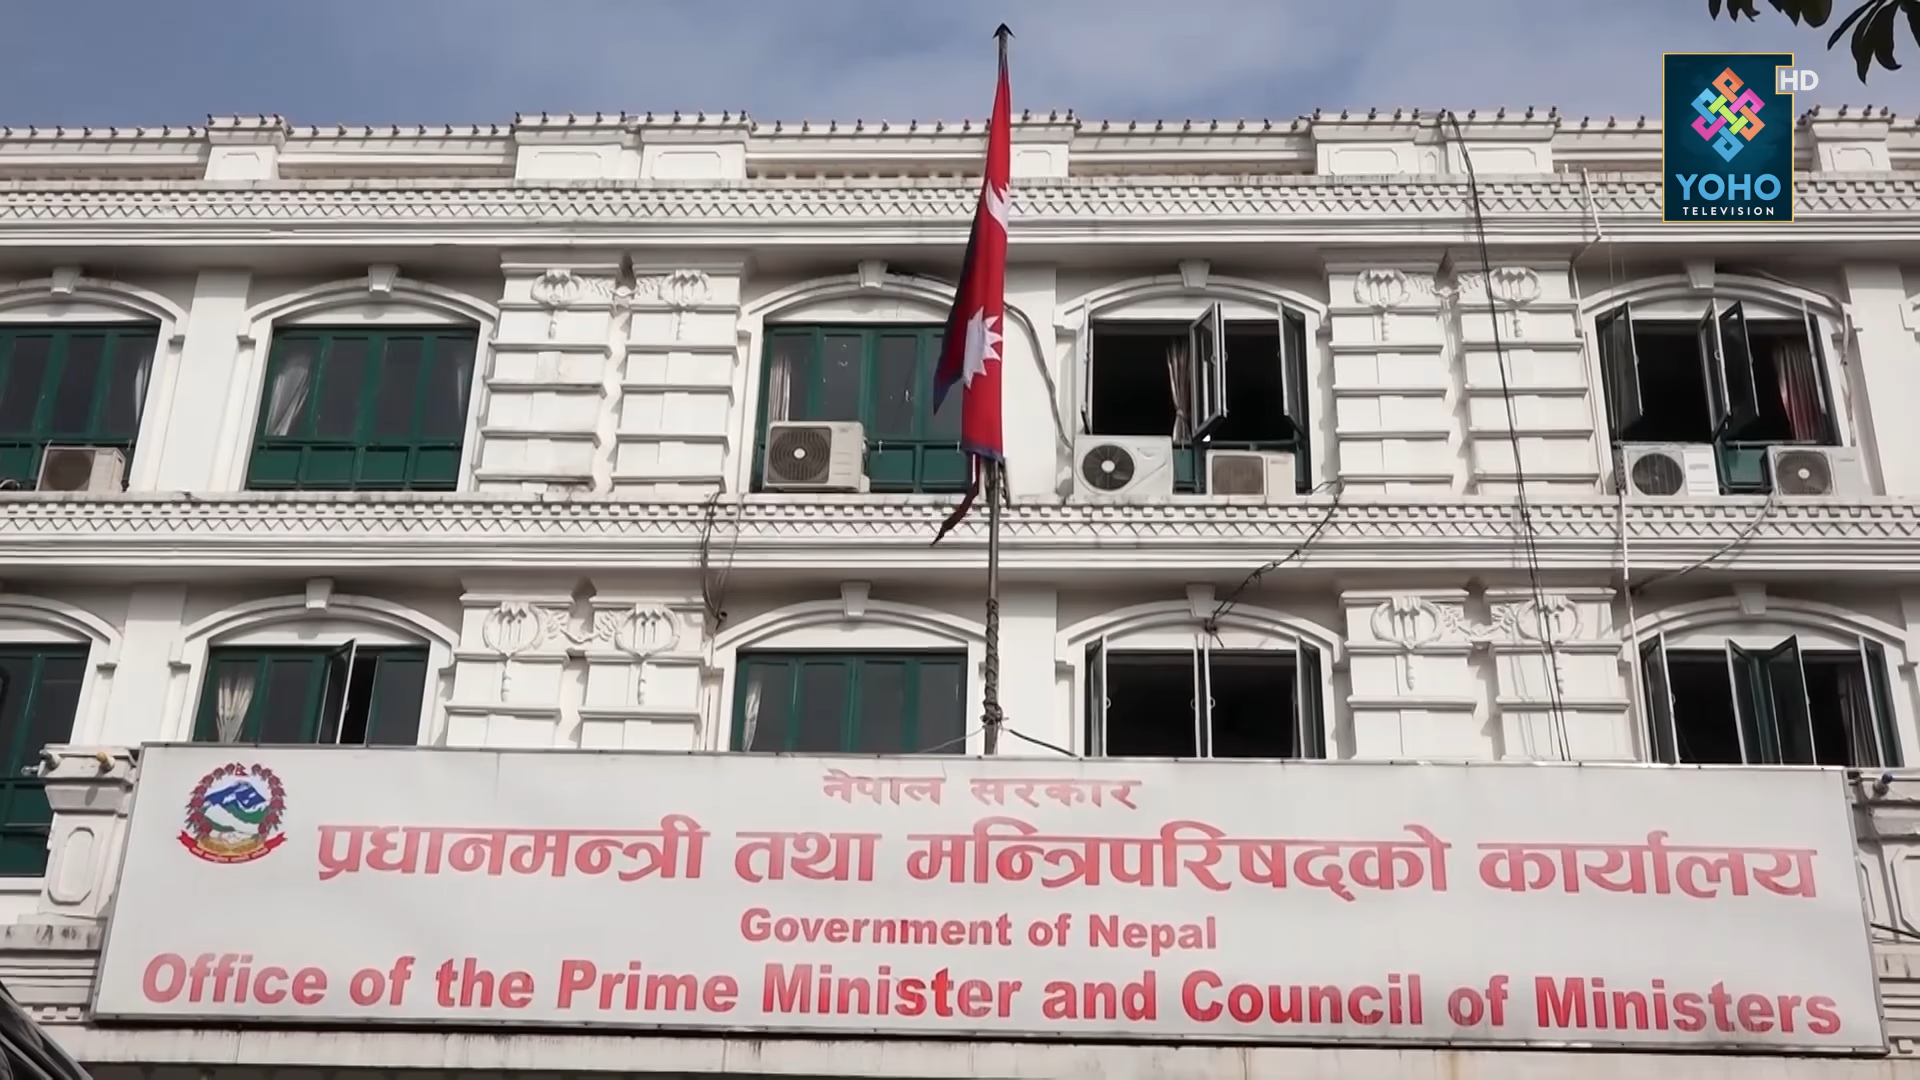 HD
YOHO
TELEVISION
नेपाल सरकार
प्रधानमन्त्री तथा मन्त्रिपरिषद्को कार्यालय
Government of Nepal
Office of the Prime Minister and Council of Ministers